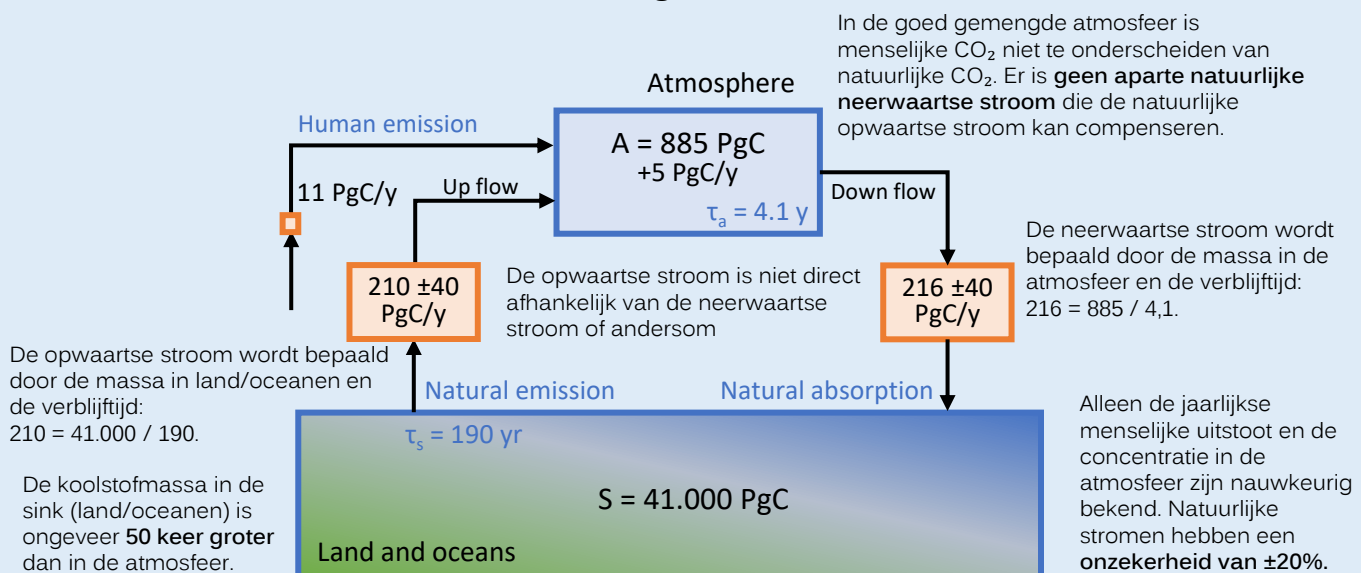 In de goed gemengde atmosfeer is
menselijke CO₂ niet te onderscheiden van
natuurlijke CO₂. Er is geen aparte natuurlijke
neerwaartse stroom die de natuurlijke
opwaartse stroom kan compenseren.
Atmosphere
Human emission
A = 885 PgC
+5 PgC/y
τa = 4.1 y
11 PgC/y
Up flow
Down flow
De neerwaartse stroom wordt
bepaald door de massa in de
atmosfeer en de verblijftijd:
216 = 885 / 4,1.
210 ±40
PgC/y
De opwaartse stroom is niet direct
afhankelijk van de neerwaartse
stroom of andersom
216 ±40
PgC/y
De opwaartse stroom wordt bepaald
door de massa in land/oceanen en
de verblijftijd:
210 = 41.000 / 190.
Natural emission
Natural absorption
τs = 190 yr
S = 41.000 PgC
Land and oceans
De koolstofmassa in de
sink (land/oceanen) is
ongeveer 50 keer groter
dan in de atmosfeer.
Alleen de jaarlijkse
menselijke uitstoot en de
concentratie in de
atmosfeer zijn nauwkeurig
bekend. Natuurlijke
stromen hebben een
onzekerheid van ±20%.